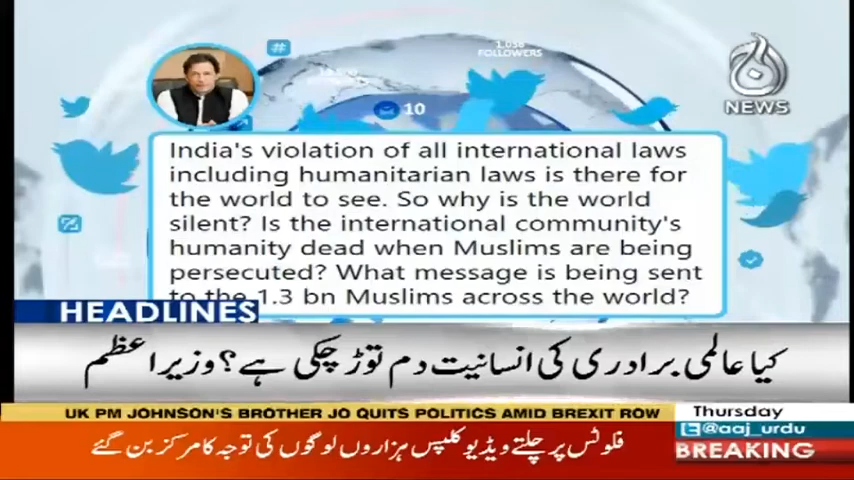 #
1,036
FOLLOWERS
10
آج
NEWS
India's violation of all international laws
including humanitarian laws is there for
the world to see. So why is the world
silent? Is the international community's
humanity dead when Muslims are being
persecuted? What message is being sent
to the 1.3 bn Muslims across the world?
HEADLINES
کیا عالمی برادری کی انسانیت دم توڑ چکی ہے؟ وزیراعظم
UK PM JOHNSON'S BROTHER JO QUITS POLITICS AMID BREXIT ROW
Thursday
@aaj_urdu
فلوٹس پر چلتے ویڈیو کلپس ہزاروں لوگوں کی توجہ کا مرکز بن گئے
BREAKING